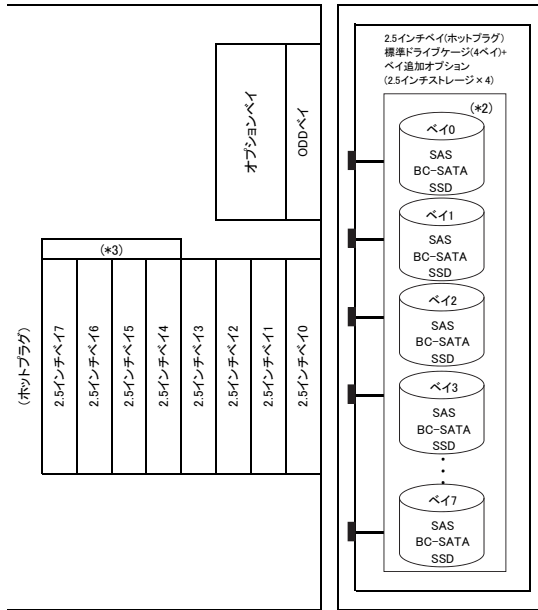 オプションベイ
ODDベイ
(*3)
(ホットプラグ)
2.5インチベイ7
2.5インチベイ6
2.5インチベイ5
2.5インチベイ4
2.5インチベイ3
2.5インチベイ2
2.5インチベイ1
2.5インチベイ0
2.5インチベイ(ホットプラグ)
標準ドライブケージ(4ベイ)+
ベイ追加オプション
(2.5インチストレージ×4)
(*2)
ベイ0
SAS
BC-SATA
SSD
ベイ1
SAS
BC-SATA
SSD
ベイ2
SAS
BC-SATA
SSD
ベイ3
SAS
BC-SATA
SSD
ベイ7
SAS
BC-SATA
SSD